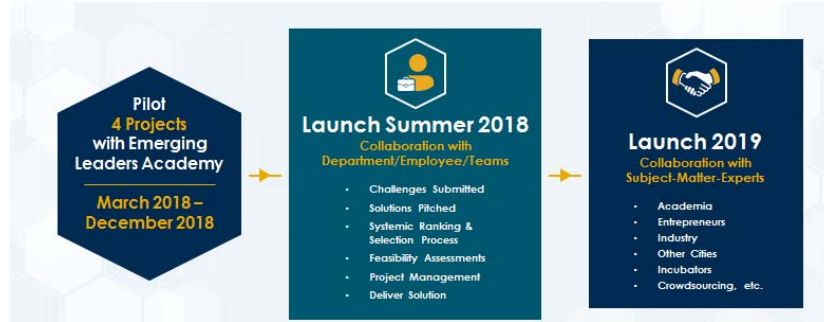 Pilot
4 Projects
with Emerging
Leaders Academy
March 2018 –
December 2018
Launch Summer 2018
Collaboration with
Department/Employee/Teams
• Challenges Submitted
• Solutions Pitched
• Systemic Ranking &
Selection Process
• Feasibility Assessments
• Project Management
• Deliver Solution
Launch 2019
Collaboration with
Subject-Matter-Experts
• Academia
• Entrepreneurs
• Industry
• Other Cities
• Incubators
• Crowdsourcing, etc.